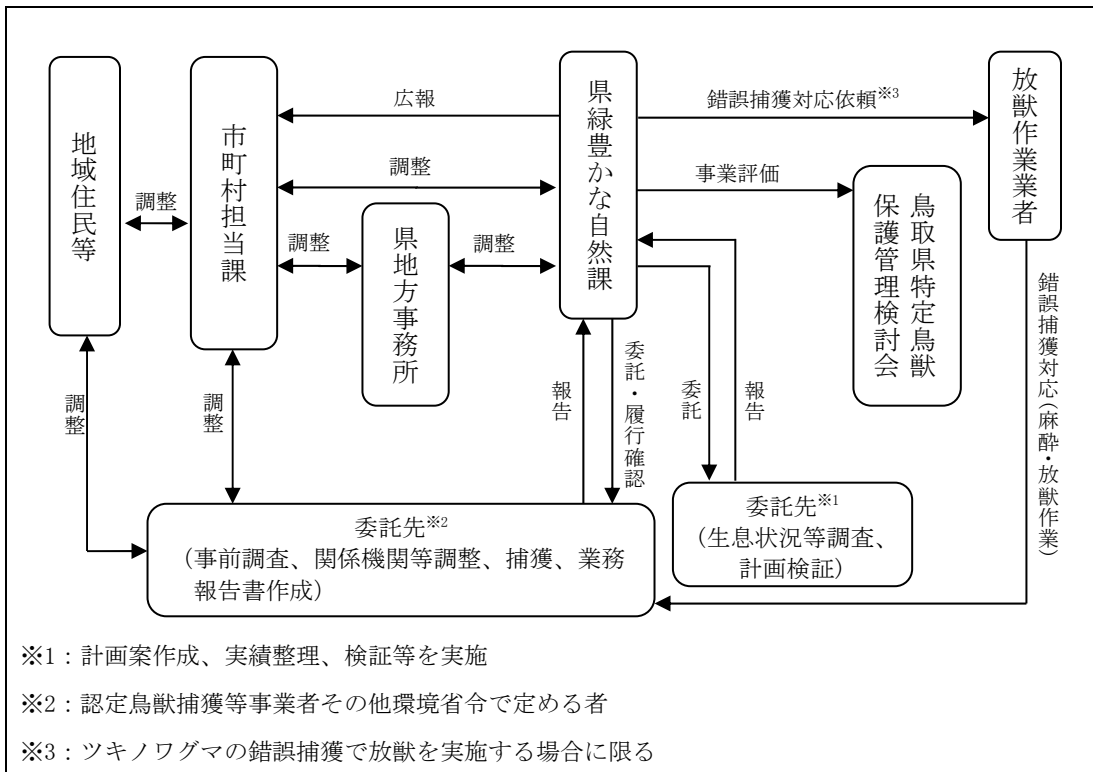 地域住民等
調整
市町村担当課
広報
調整
調整
県地方事務所
調整
県緑豊かな自然課
錯誤捕獲対応依頼※3
事業評価
放獣作業業者
鳥取県特定鳥獣
保護管理検討会
錯誤捕獲対応(麻酔・放獣作業)
調整
調整
報告
委託・履行確認
委託
報告
委託先※2
(事前調査、関係機関等調整、捕獲、業務
報告書作成)
委託先※1
(生息状況等調査、
計画検証)
※1：計画案作成、実績整理、検証等を実施
※2：認定鳥獣捕獲等事業者その他環境省令で定める者
※3：ツキノワグマの錯誤捕獲で放獣を実施する場合に限る